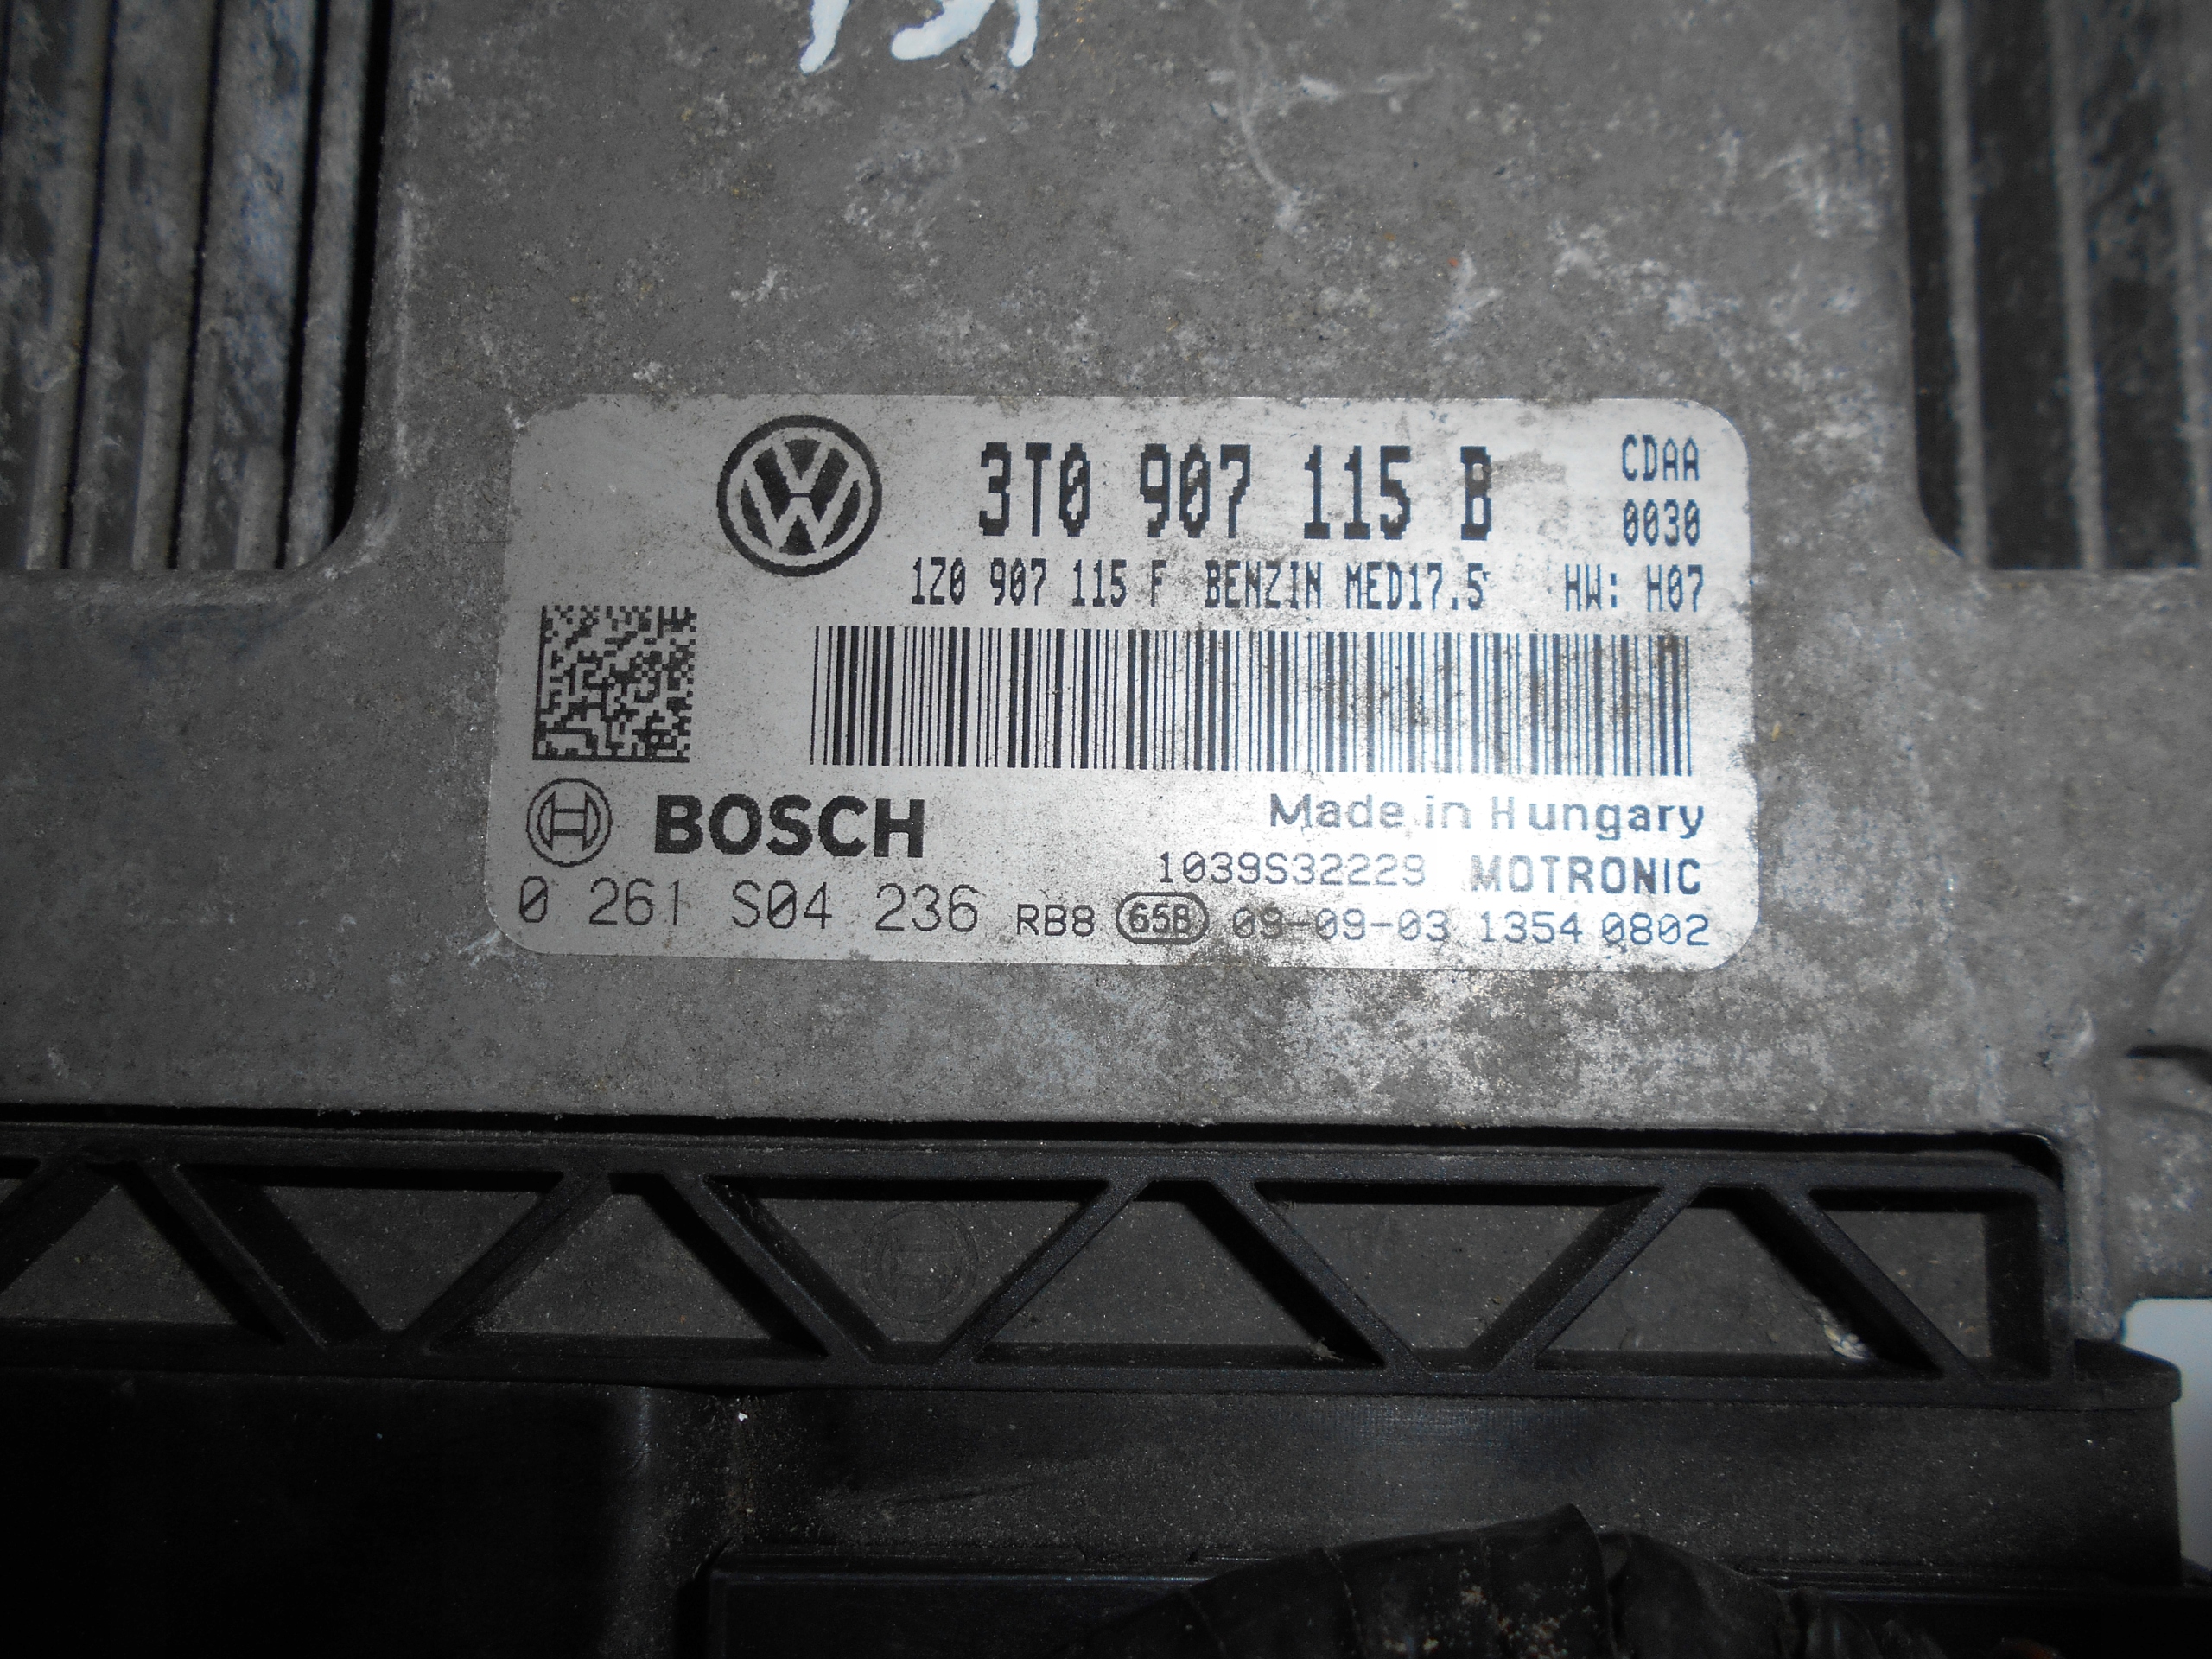 3T0 907 115 B
CDAA
0030
1Z0 907 115 F BENZIN MED17.5 HW: H07
BOSCH
Made in Hungary
1039S32229 MOTRONIC
0 261 S04 236 RB8 65B 09-09-03 1354 0802